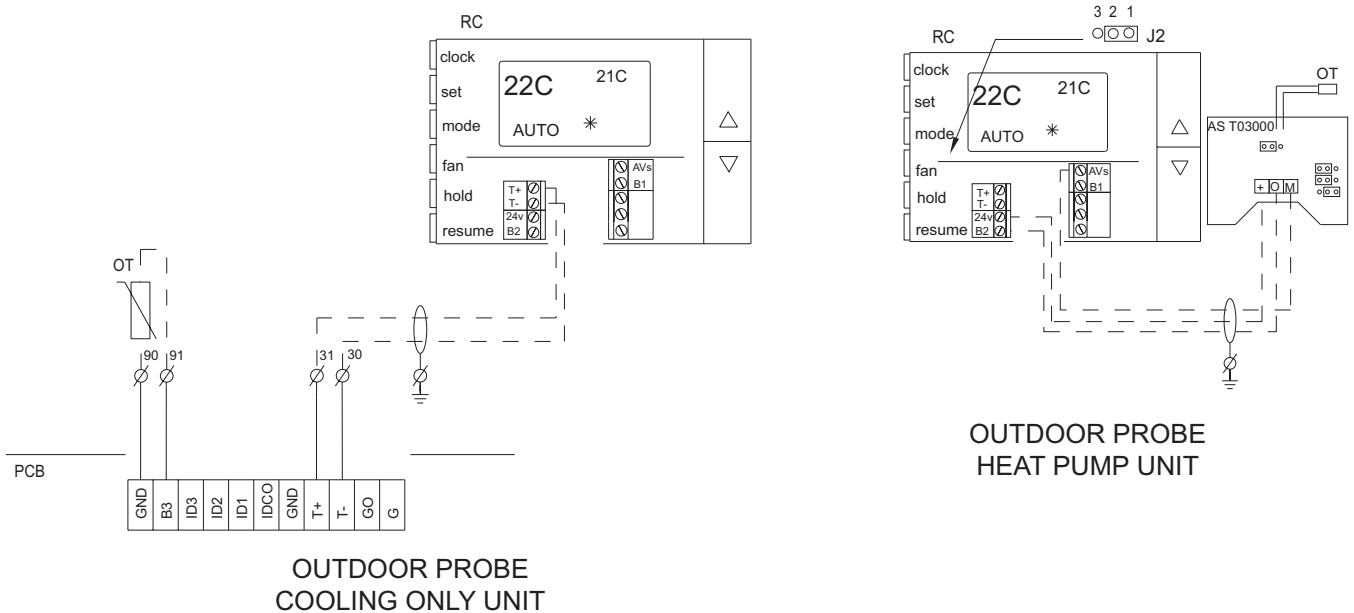 RC
clock
set
mode
fan
hold
resume
22C
21C
AUTO
T+
T-
24v
B2
AVs
B1
OT
90
91
31
30
PCB
GND
B3
ID3
ID2
ID1
IDCO
GND
T+
T-
GO
G
OUTDOOR PROBE
COOLING ONLY UNIT
3 2 1
J2
RC
clock
set
mode
fan
hold
resume
22C
21C
AUTO
T+
T-
24v
B2
AVs
B1
OT
AS T03000
+ O M
OUTDOOR PROBE
HEAT PUMP UNIT